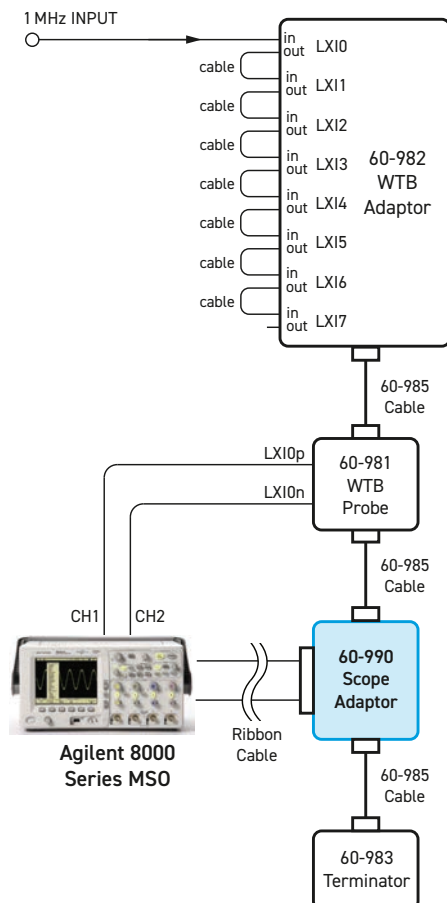 1 MHz INPUT
in
out LXI0
cable
in
out LXI1
cable
in
out LXI2
cable
in
out LXI3
cable
in
out LXI4
cable
in
out LXI5
cable
in
out LXI6
cable
in
out LXI7
60-982
WTB
Adaptor
60-985
Cable
LXI0p
LXI0n
60-981
WTB
Probe
60-985
Cable
CH1
CH2
60-990
Scope
Adaptor
Ribbon
Cable
Agilent 8000
Series MSO
60-985
Cable
60-983
Terminator